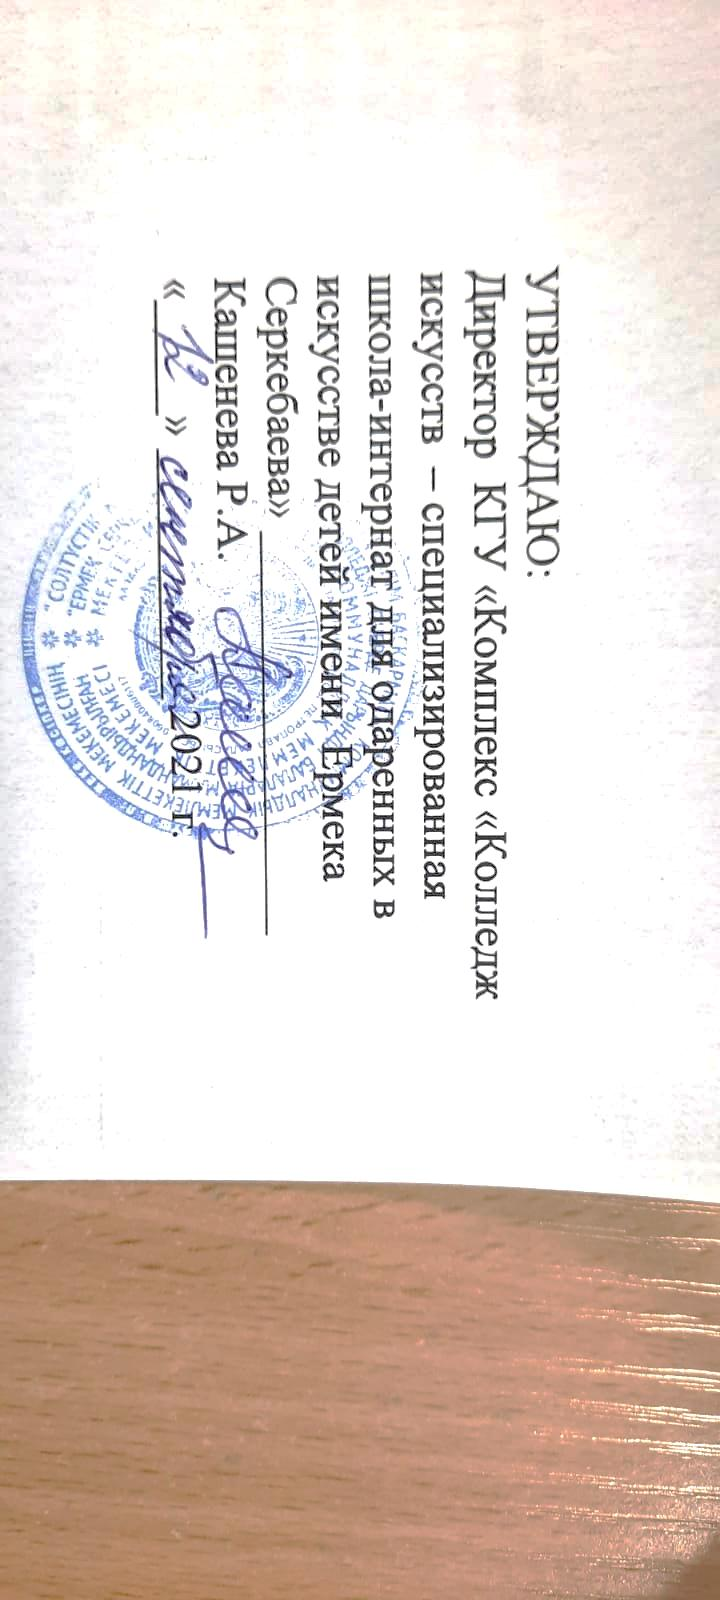 УТВЕРЖДАЮ:
Директор КГУ «Комплекс «Колледж
искусств – специализированная
школа-интернат для одаренных в
искусстве детей имени Ермека
Серкебаева»
Кашенева Р.А.
« 12 » сентября 2021 г.